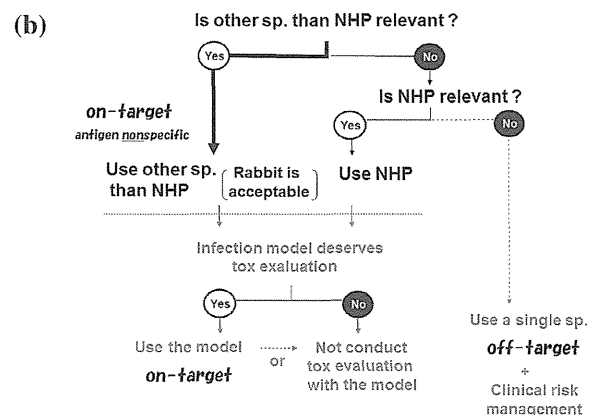 (b)
Is other sp. than NHP relevant ?
Yes
No
on-target
antigen nonspecific
Is NHP relevant ?
Yes
No
Use other sp.
than NHP
Rabbit is
acceptable
Use NHP
Infection model deserves
tox exaluation
Yes
No
Use the model
on-target
or
Not conduct
tox evaluation
with the model
Use a single sp.
off-target
+
Clinical risk
management